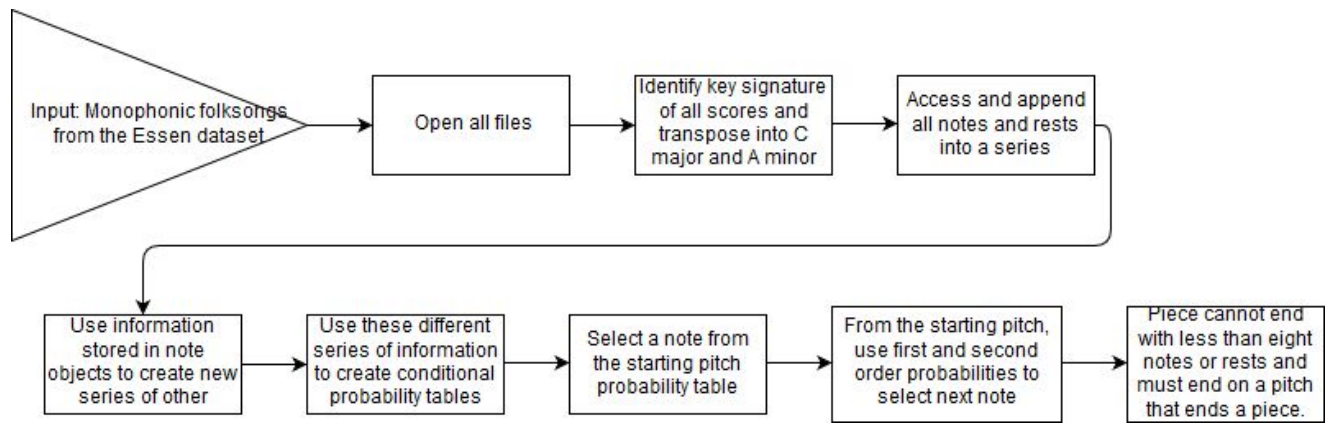 Input: Monophonic folksongs
from the Essen dataset
Open all files
Identify key signature
of all scores and
transpose into C
major and A minor
Access and append
all notes and rests
into a series
Use information
stored in note
objects to create new
series of other
Use these different
series of information
to create conditional
probability tables
Select a note from
the starting pitch
probability table
From the starting pitch,
use first and second
order probabilities to
select next note
Piece cannot end
with less than eight
notes or rests and
must end on a pitch
that ends a piece.